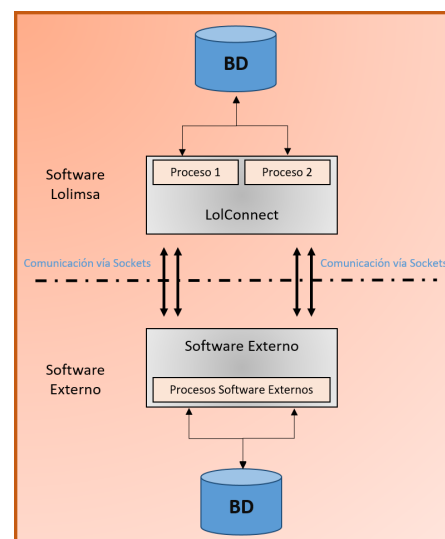 BD
Software
Lolimsa
Proceso 1
Proceso 2
LolConnect
Comunicación vía Sockets
Comunicación vía Sockets
Software
Externo
Software Externo
Procesos Software Externos
BD